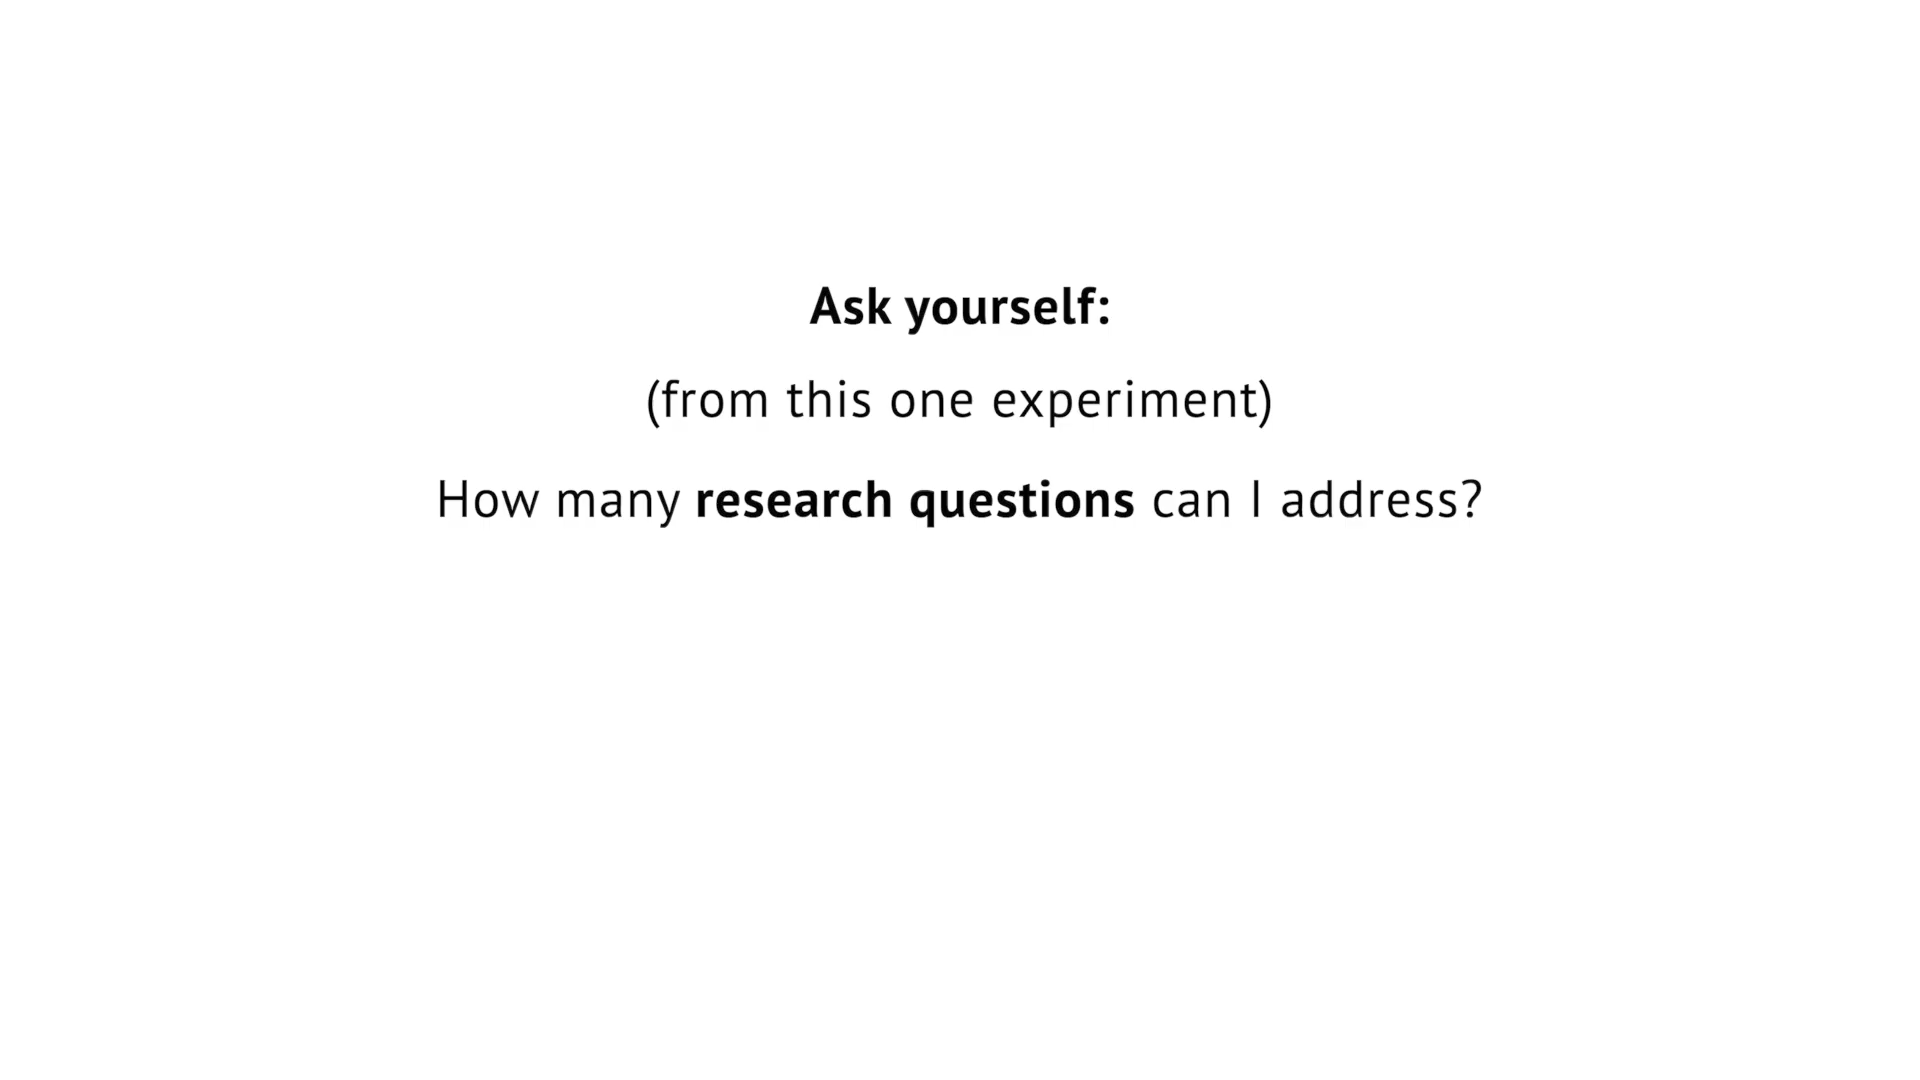 Ask yourself:
(from this one experiment)
How many research questions can I address?